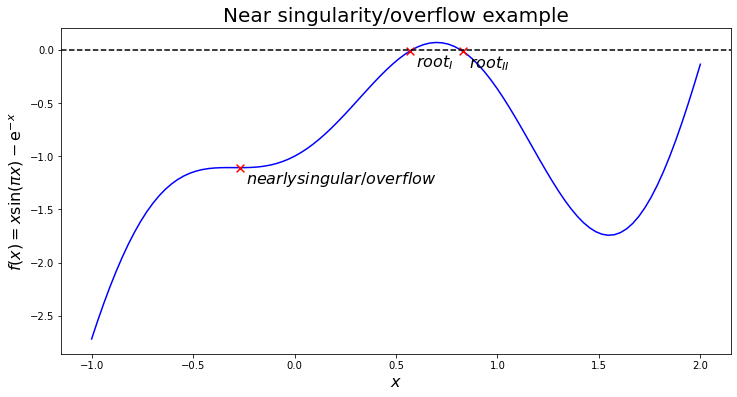 Near singularity/overflow example
f(x) = x sin(πx) − e⁻ˣ
0.0
−0.5
−1.0
−1.5
−2.0
−2.5
root_I
root_II
nearlysingular/overflow
−1.0 −0.5 0.0 0.5 1.0 1.5 2.0
x